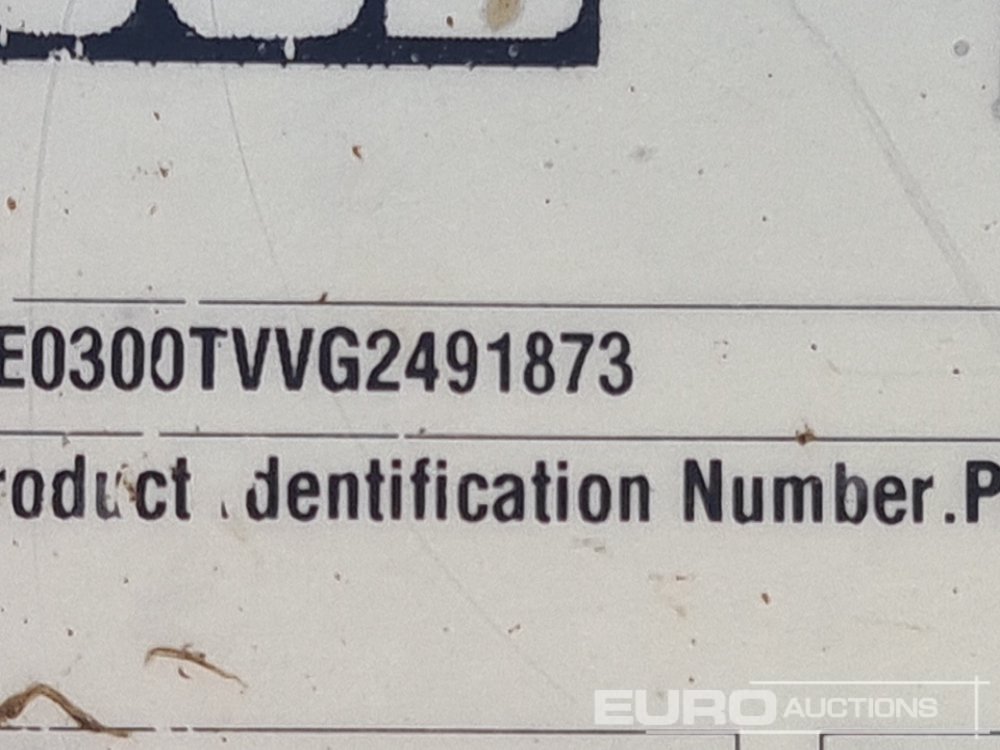 E0300TVVG2491873
roduct .dentification Number.P
EURO AUCTIONS